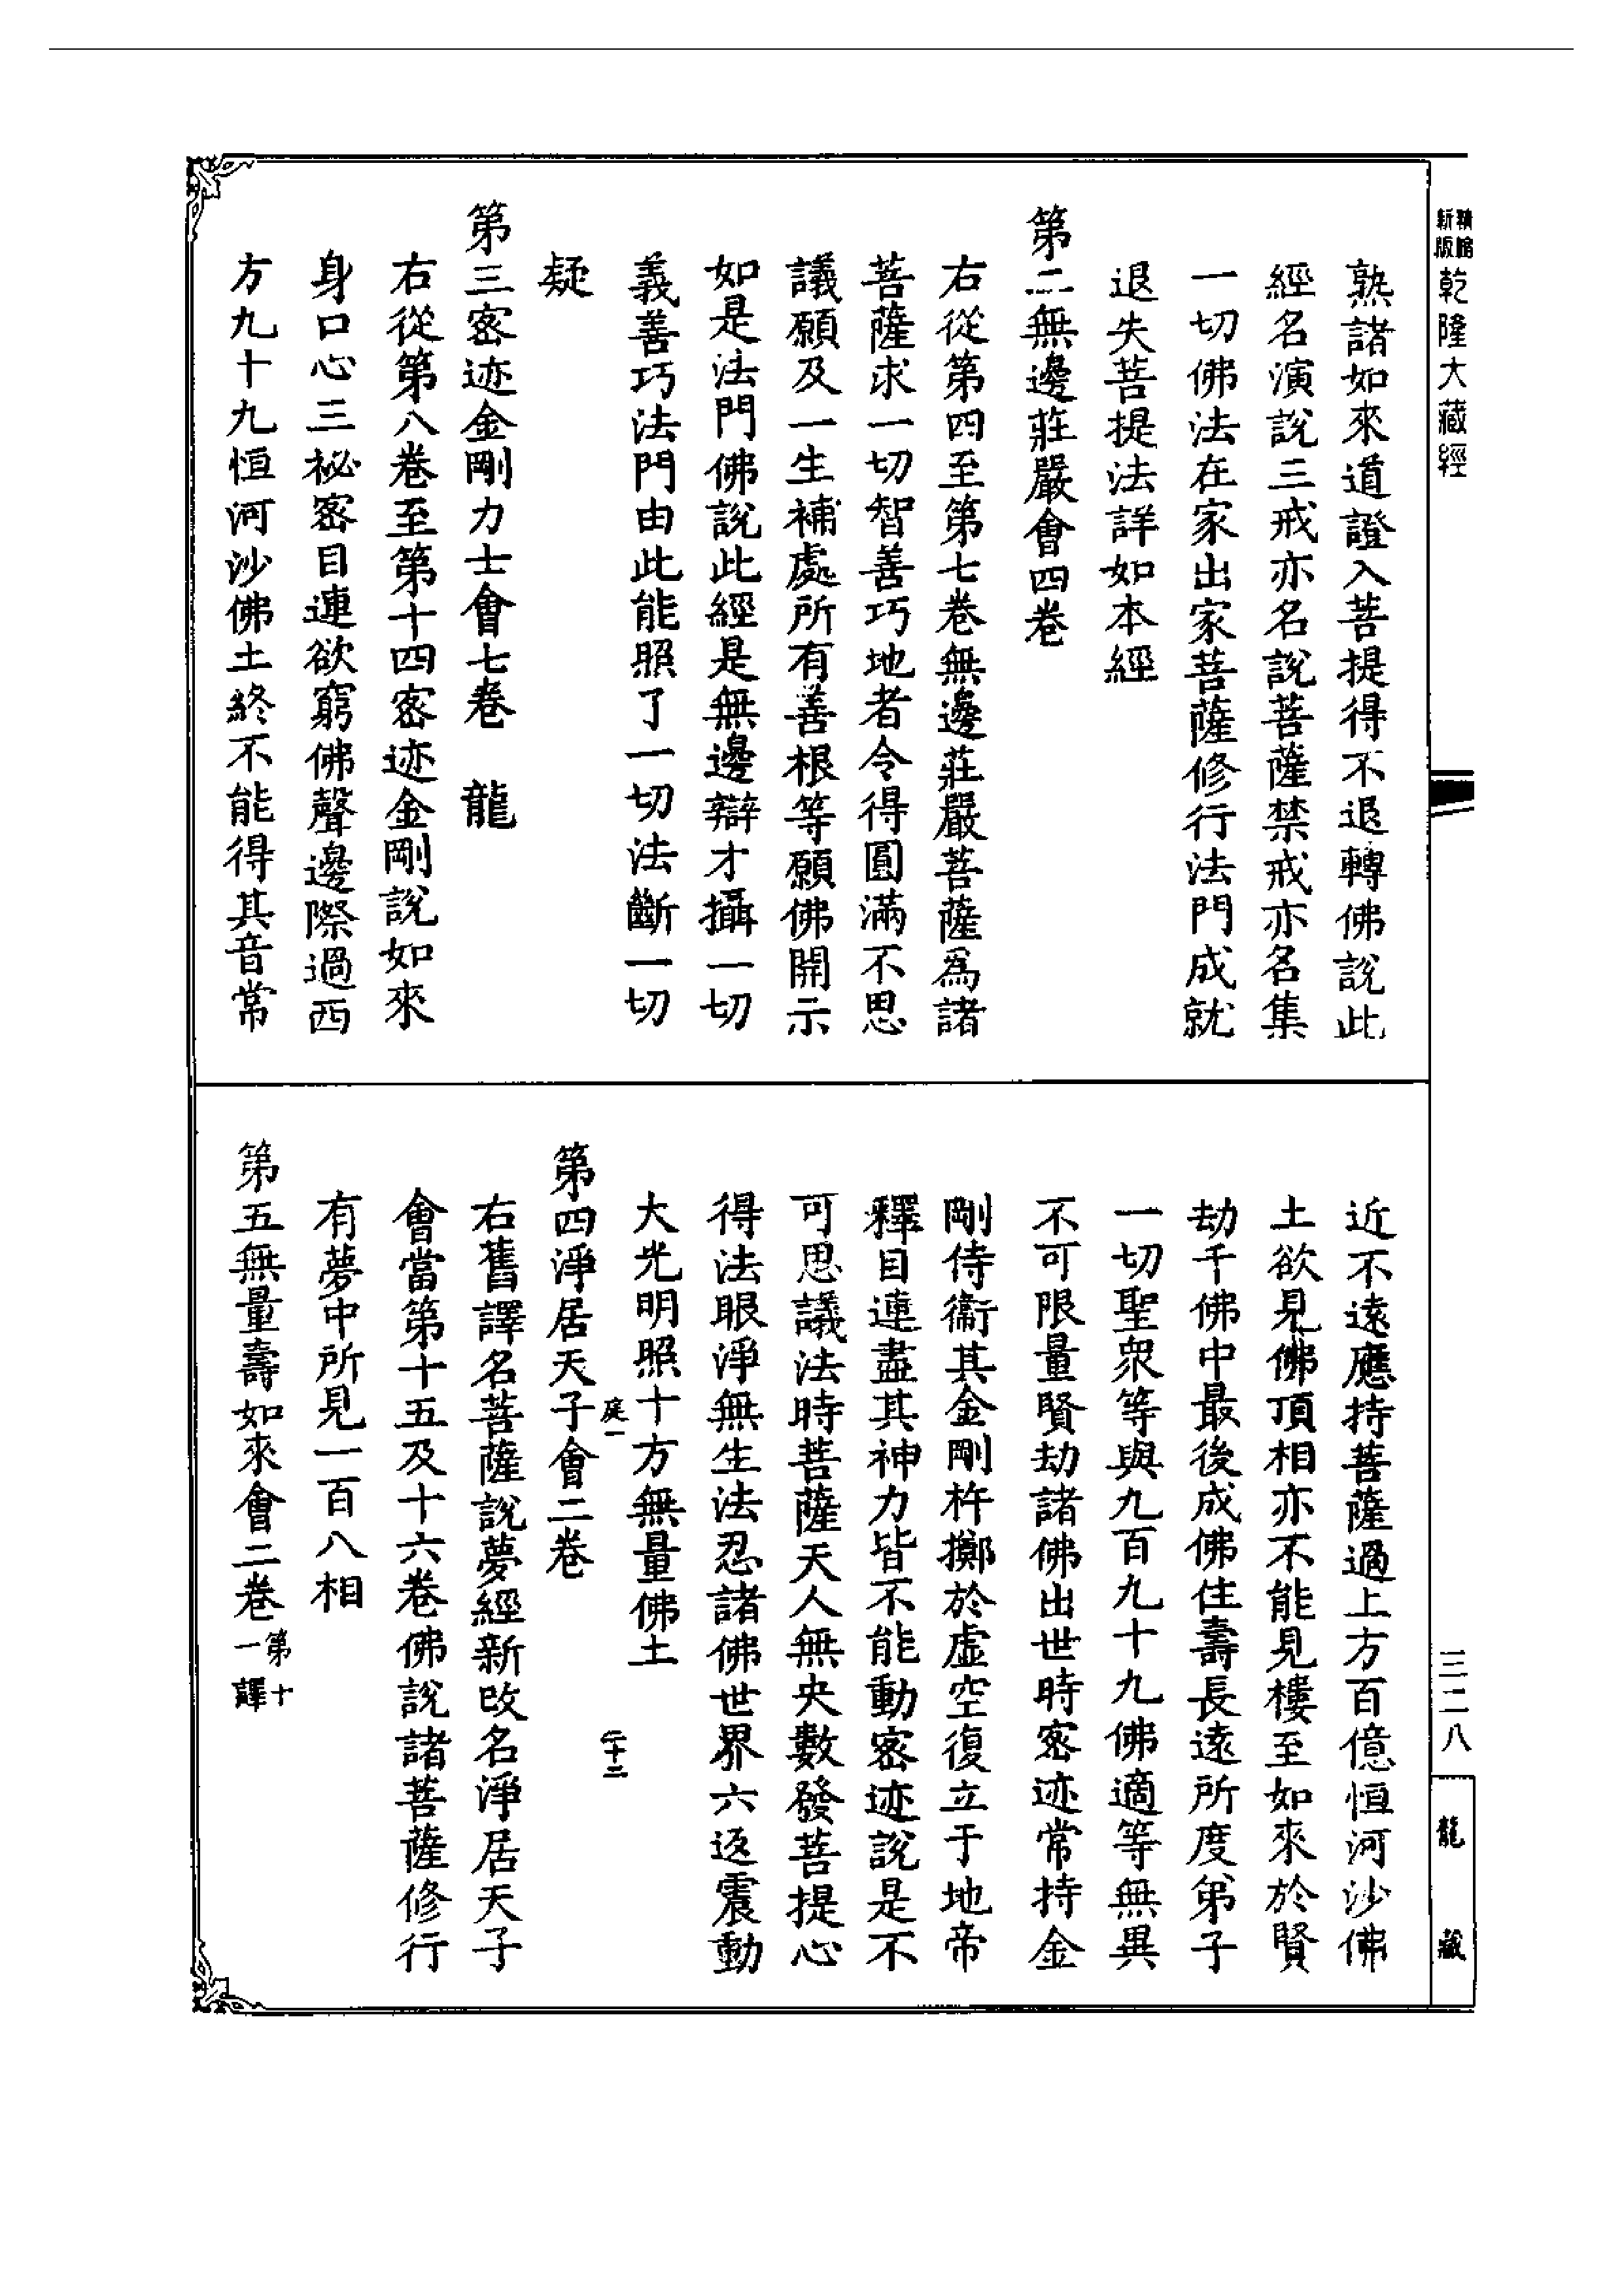 新版
精縮
乾隆大藏經
熟諸如來道證入菩提得不退轉佛說此
經名演說三戒亦名說菩薩禁戒亦名集
一切佛法在家出家菩薩修行法門成就
退失菩提法詳如本經
第二無邊莊嚴會四卷
右從第四至第七卷無邊莊嚴菩薩爲諸
菩薩求一切智善巧地者令得圓滿不思
議願及一生補處所有善根等願佛開示
如是法門佛說此經是無邊辯才攝一切
義善巧法門由此能照了一切法斷一切
疑
第三密迹金剛力士會七卷 龍
右從第八卷至第十四密迹金剛說如來
身口心三祕密目連欲窮佛聲邊際過西
方九十九恒河沙佛土終不能得其音常
近不遠應持菩薩過上方百億恒河沙佛
土欲見佛頂相亦不能見樓至如來於賢
劫千佛中最後成佛住壽長遠所度弟子
一切聖眾等與九百九十九佛適等無異
不可限量賢劫諸佛出世時密迹常持金
剛侍衞其金剛杵擲於虛空復立于地帝
釋目連盡其神力皆不能動密迹說是不
可思議法時菩薩天人無央數發菩提心
得法眼淨無生法忍諸佛世界六返震動
大光明照十方無量佛土
庭一
二十二
第四淨居天子會二卷
右舊譯名菩薩說夢經新改名淨居天子
會當第十五及十六卷佛說諸菩薩修行
有夢中所見一百八相
第五無量壽如來會二卷第十
一譯
三二八
龍藏